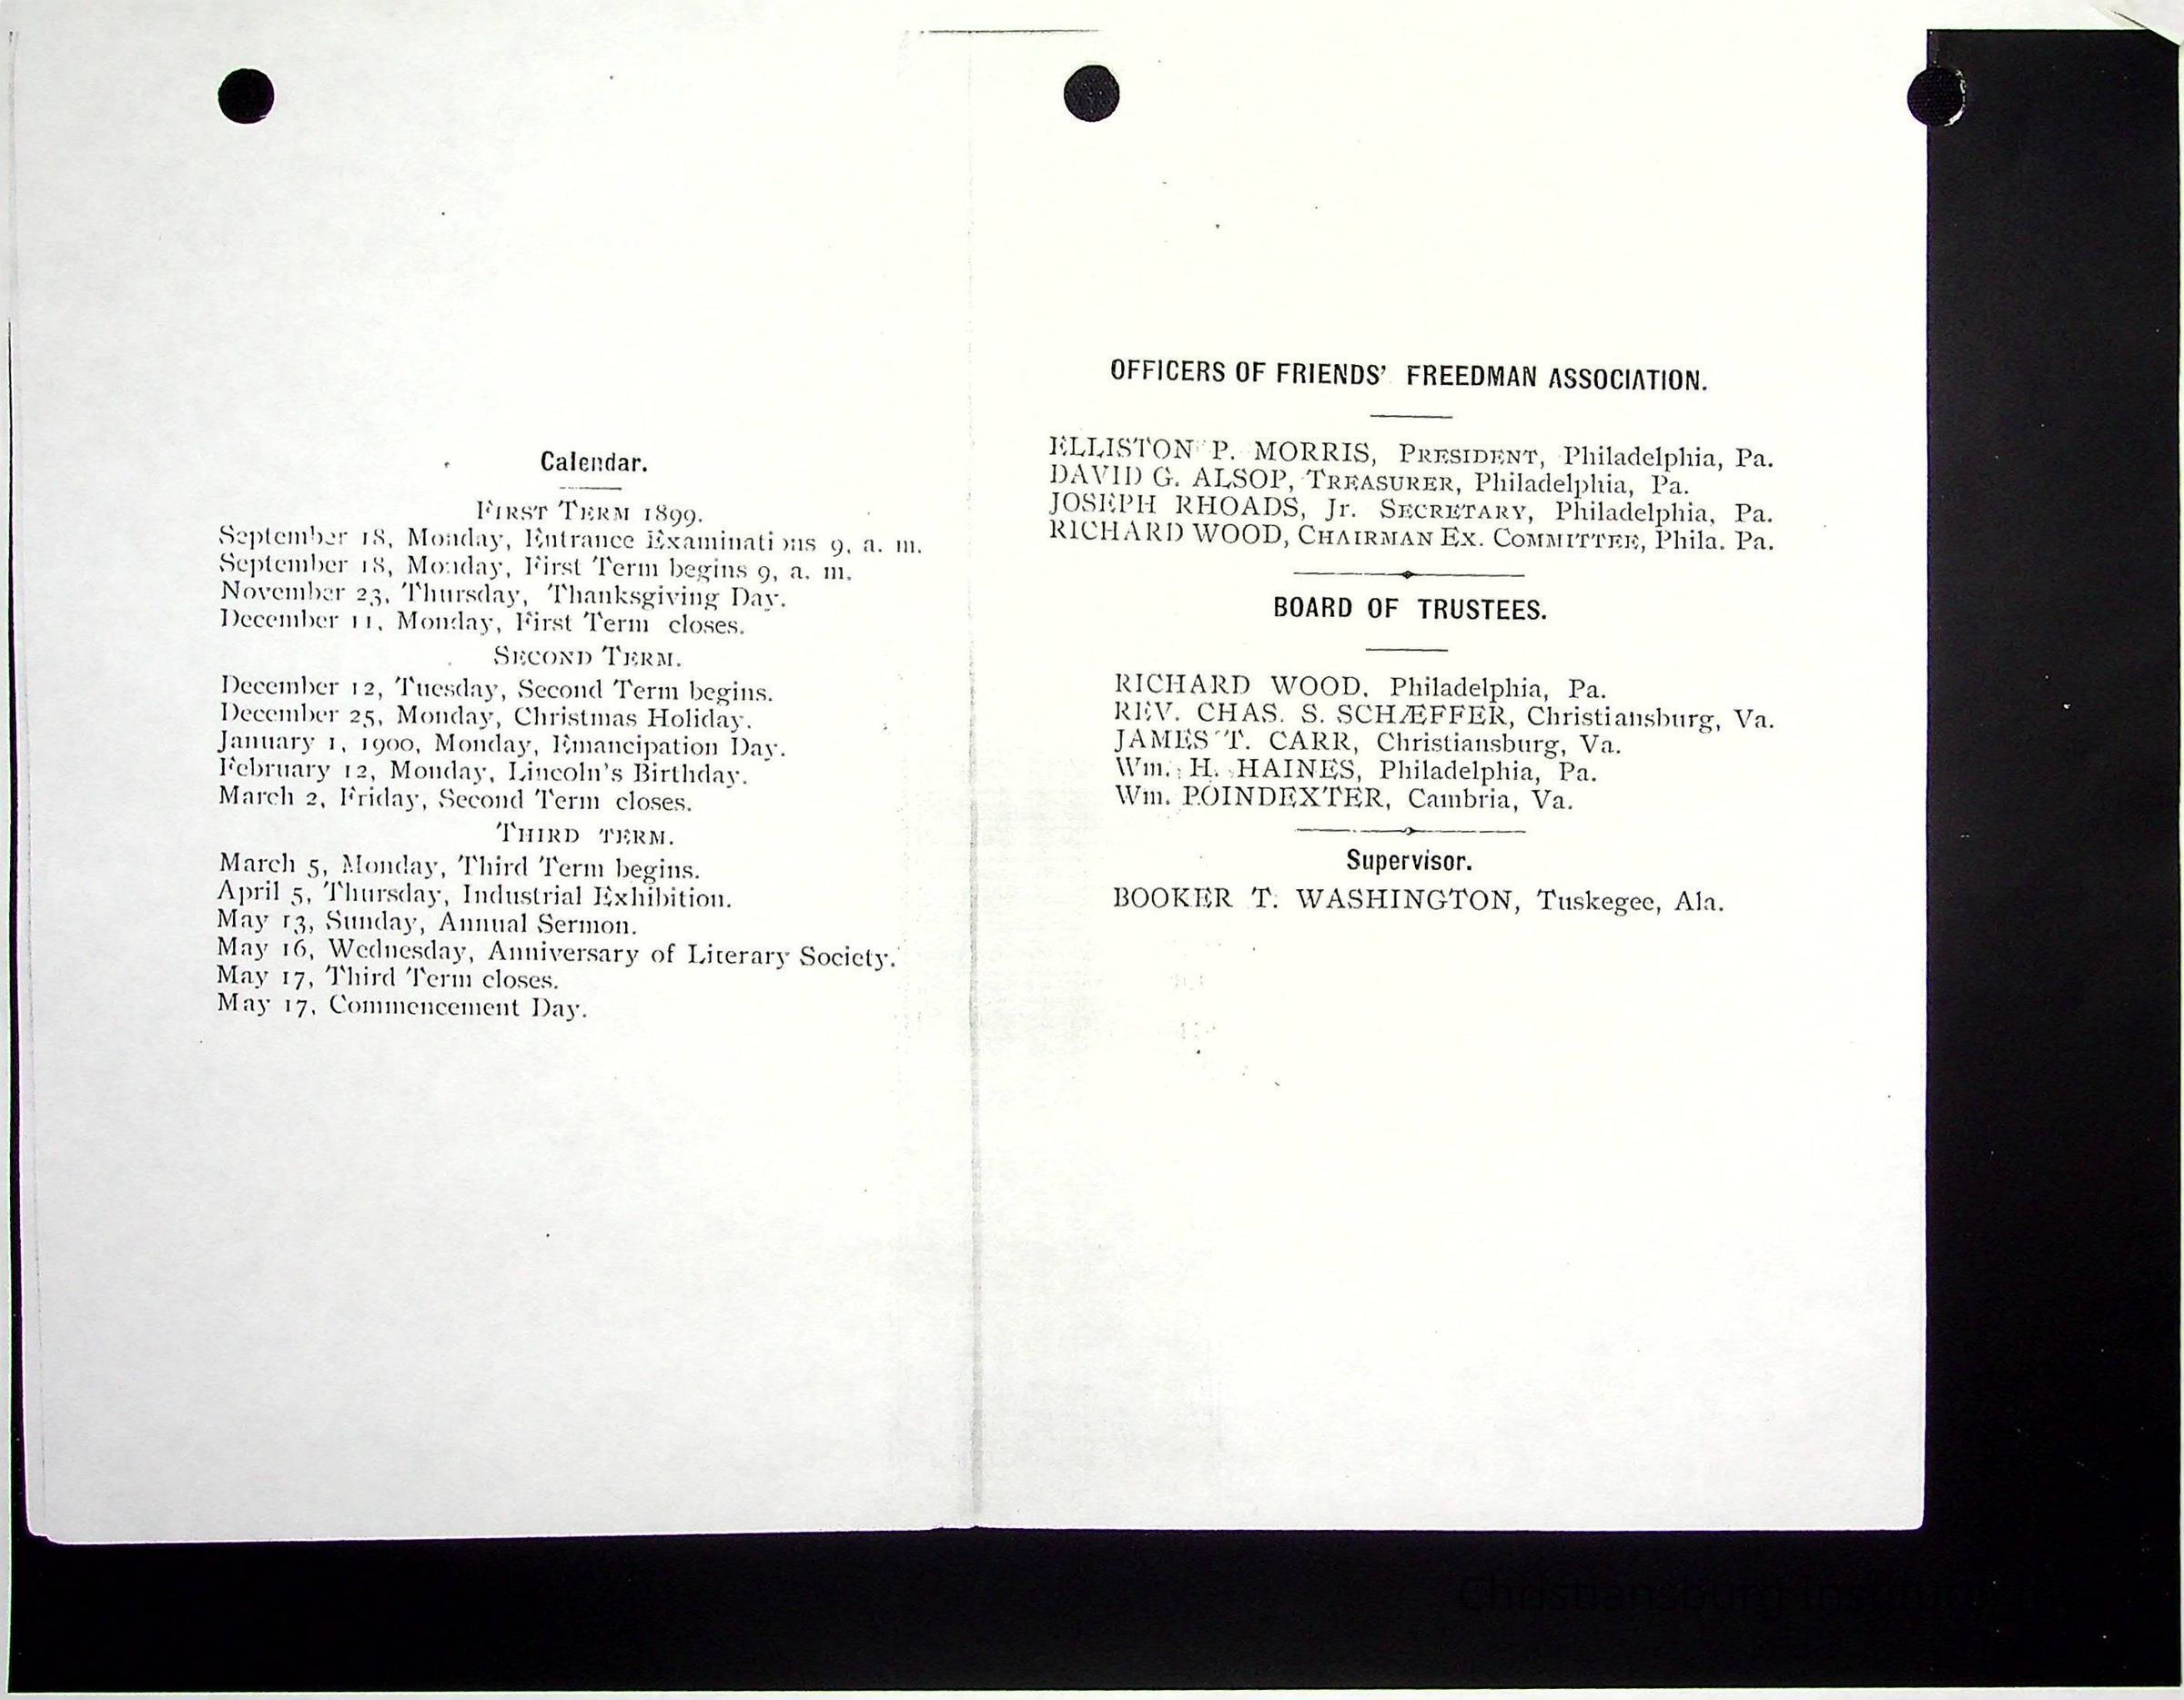 Calendar.
FIRST TERM 1899.
September 18, Monday, Entrance Examinations 9, a. m.
September 18, Monday, First Term begins 9, a. m.
November 23, Thursday, Thanksgiving Day.
December 11, Monday, First Term closes.
SECOND TERM.
December 12, Tuesday, Second Term begins.
December 25, Monday, Christmas Holiday.
January 1, 1900, Monday, Emancipation Day.
February 12, Monday, Lincoln's Birthday.
March 2, Friday, Second Term closes.
THIRD TERM.
March 5, Monday, Third Term begins.
April 5, Thursday, Industrial Exhibition.
May 13, Sunday, Annual Sermon.
May 16, Wednesday, Anniversary of Literary Society.
May 17, Third Term closes.
May 17, Commencement Day.
OFFICERS OF FRIENDS' FREEDMAN ASSOCIATION.
ELLISTON P. MORRIS, PRESIDENT, Philadelphia, Pa.
DAVID G. ALSOP, TREASURER, Philadelphia, Pa.
JOSEPH RHOADS, Jr. SECRETARY, Philadelphia, Pa.
RICHARD WOOD, CHAIRMAN EX. COMMITTEE, Phila. Pa.
BOARD OF TRUSTEES.
RICHARD WOOD, Philadelphia, Pa.
REV. CHAS. S. SCHÆFFER, Christiansburg, Va.
JAMES T. CARR, Christiansburg, Va.
Wm. H. HAINES, Philadelphia, Pa.
Wm. POINDEXTER, Cambria, Va.
Supervisor.
BOOKER T. WASHINGTON, Tuskegee, Ala.
Christiansburg